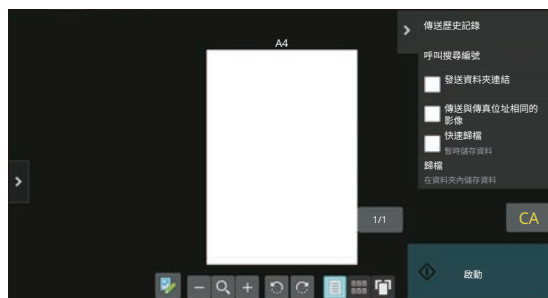 A4
傳送歷史記錄
呼叫搜尋編號
發送資料夾連結
傳送與傳真位址相同的
影像
快速歸檔
暫時儲存資料
歸檔
在資料夾內儲存資料
1/1
CA
啟動